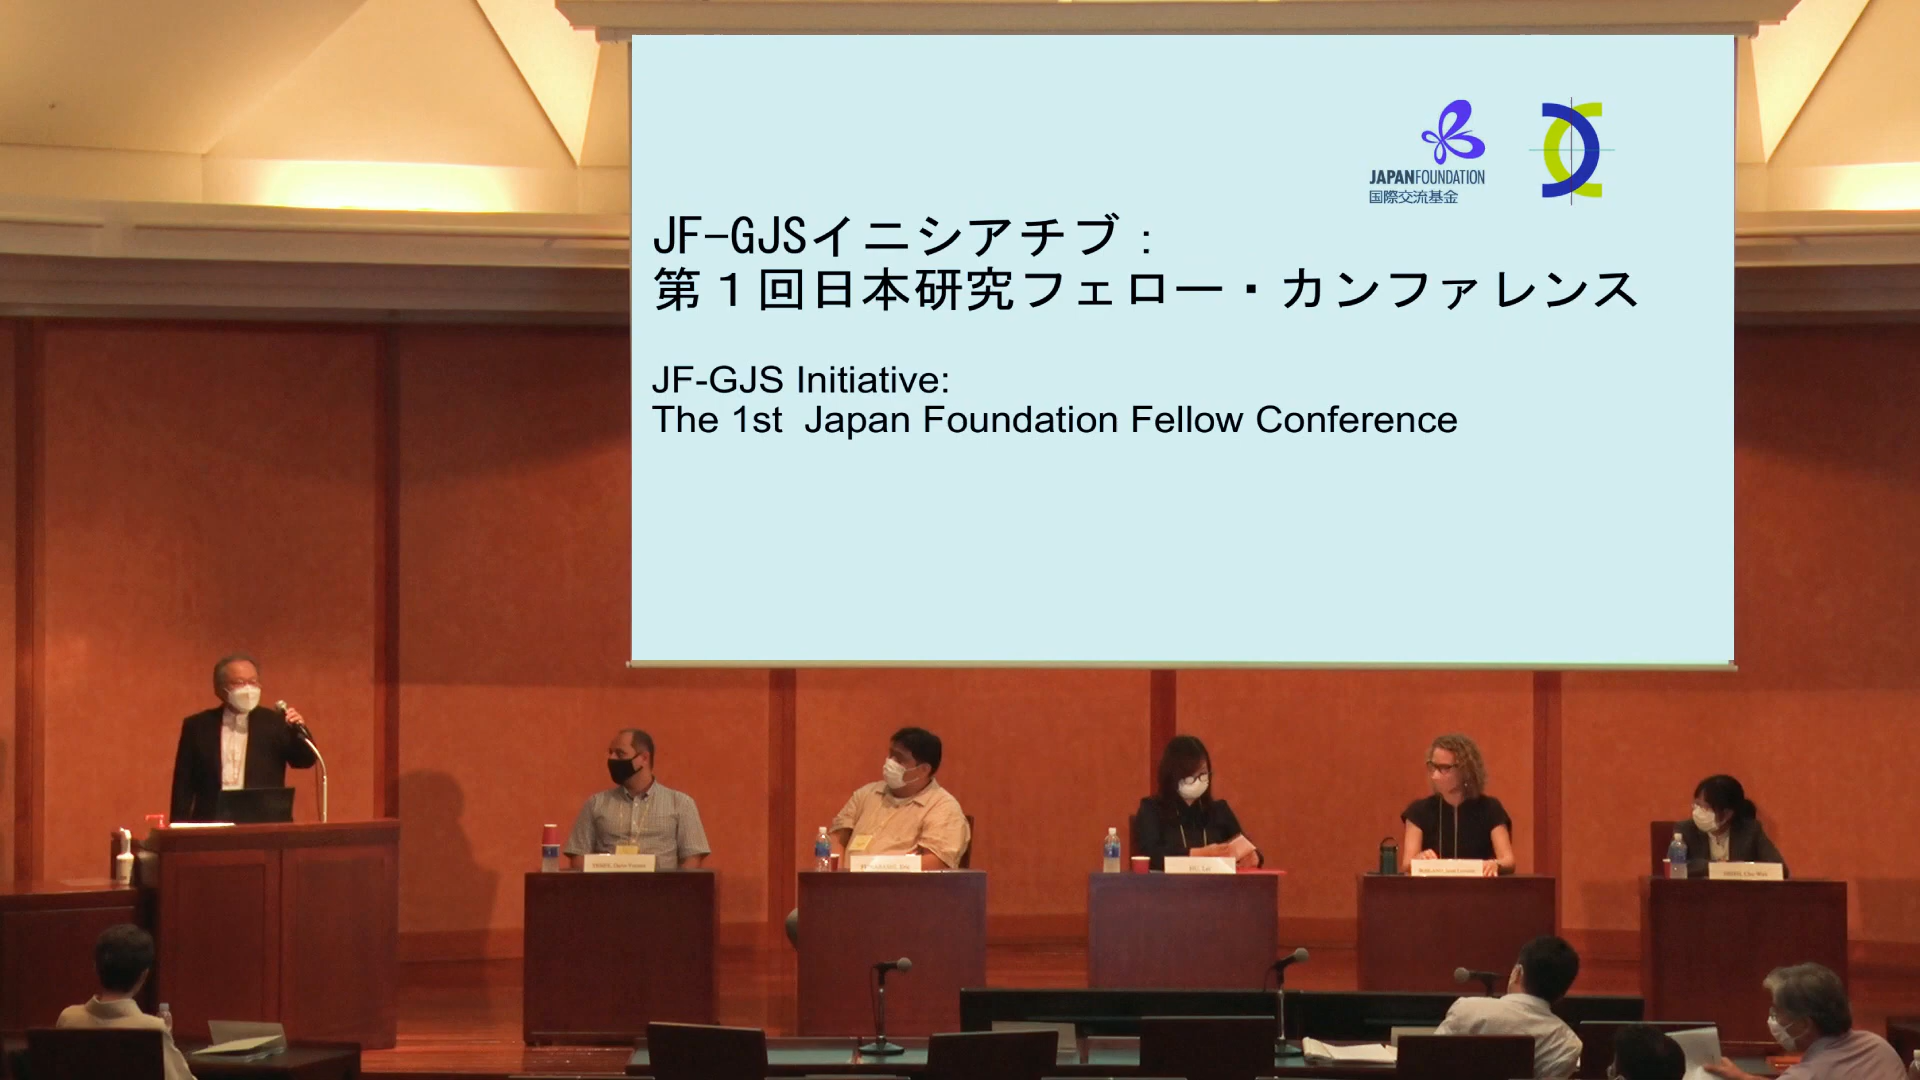 JAPANFOUNDATION
国際交流基金
JF-GJSイニシアチブ：
第１回日本研究フェロー・カンファレンス
JF-GJS Initiative:
The 1st Japan Foundation Fellow Conference